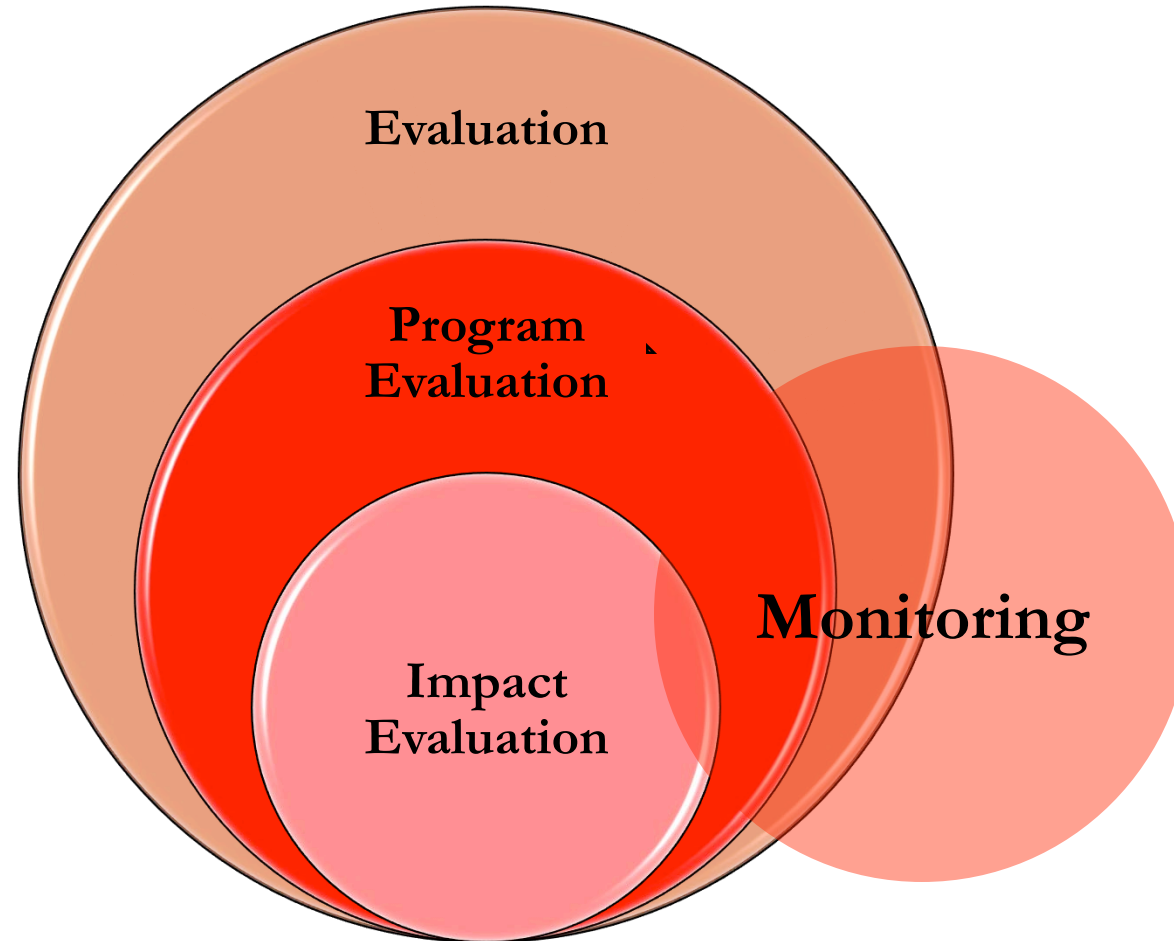 Evaluation
Program
Evaluation
Monitoring
Impact
Evaluation